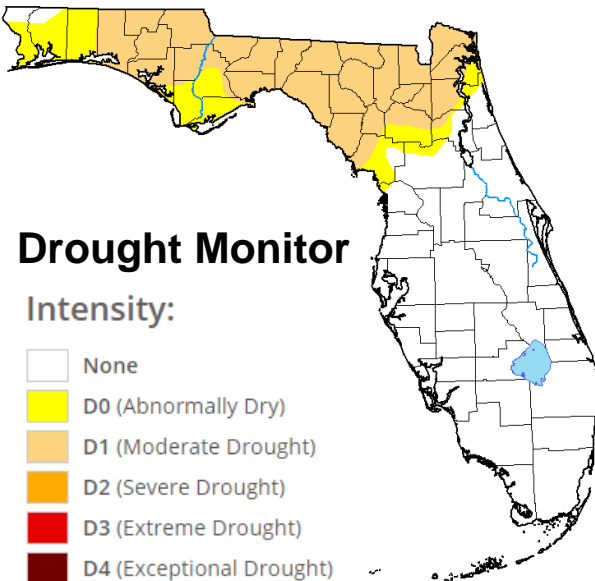 Drought Monitor
Intensity:
None
D0 (Abnormally Dry)
D1 (Moderate Drought)
D2 (Severe Drought)
D3 (Extreme Drought)
D4 (Exceptional Drought)